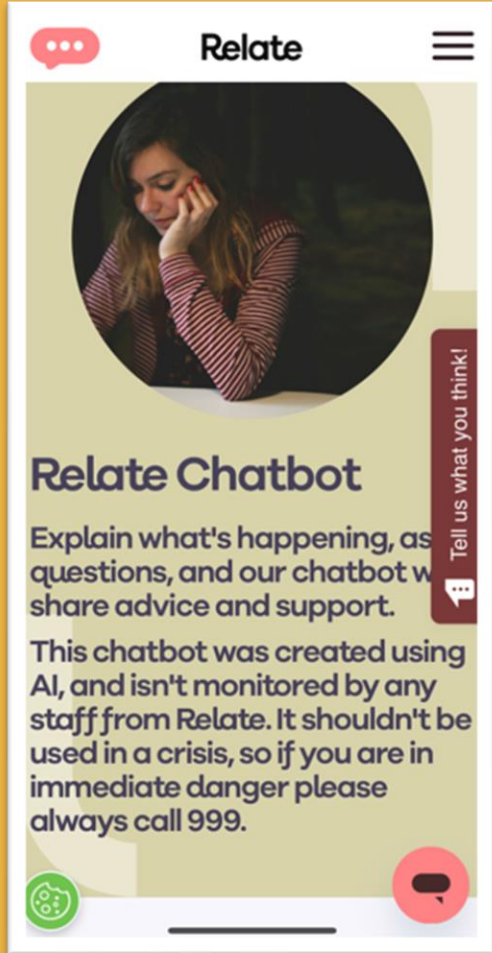 Relate
Tell us what you think!
Relate Chatbot
Explain what's happening, as
questions, and our chatbot w
share advice and support.
This chatbot was created using
AI, and isn't monitored by any
staff from Relate. It shouldn't be
used in a crisis, so if you are in
immediate danger please
always call 999.